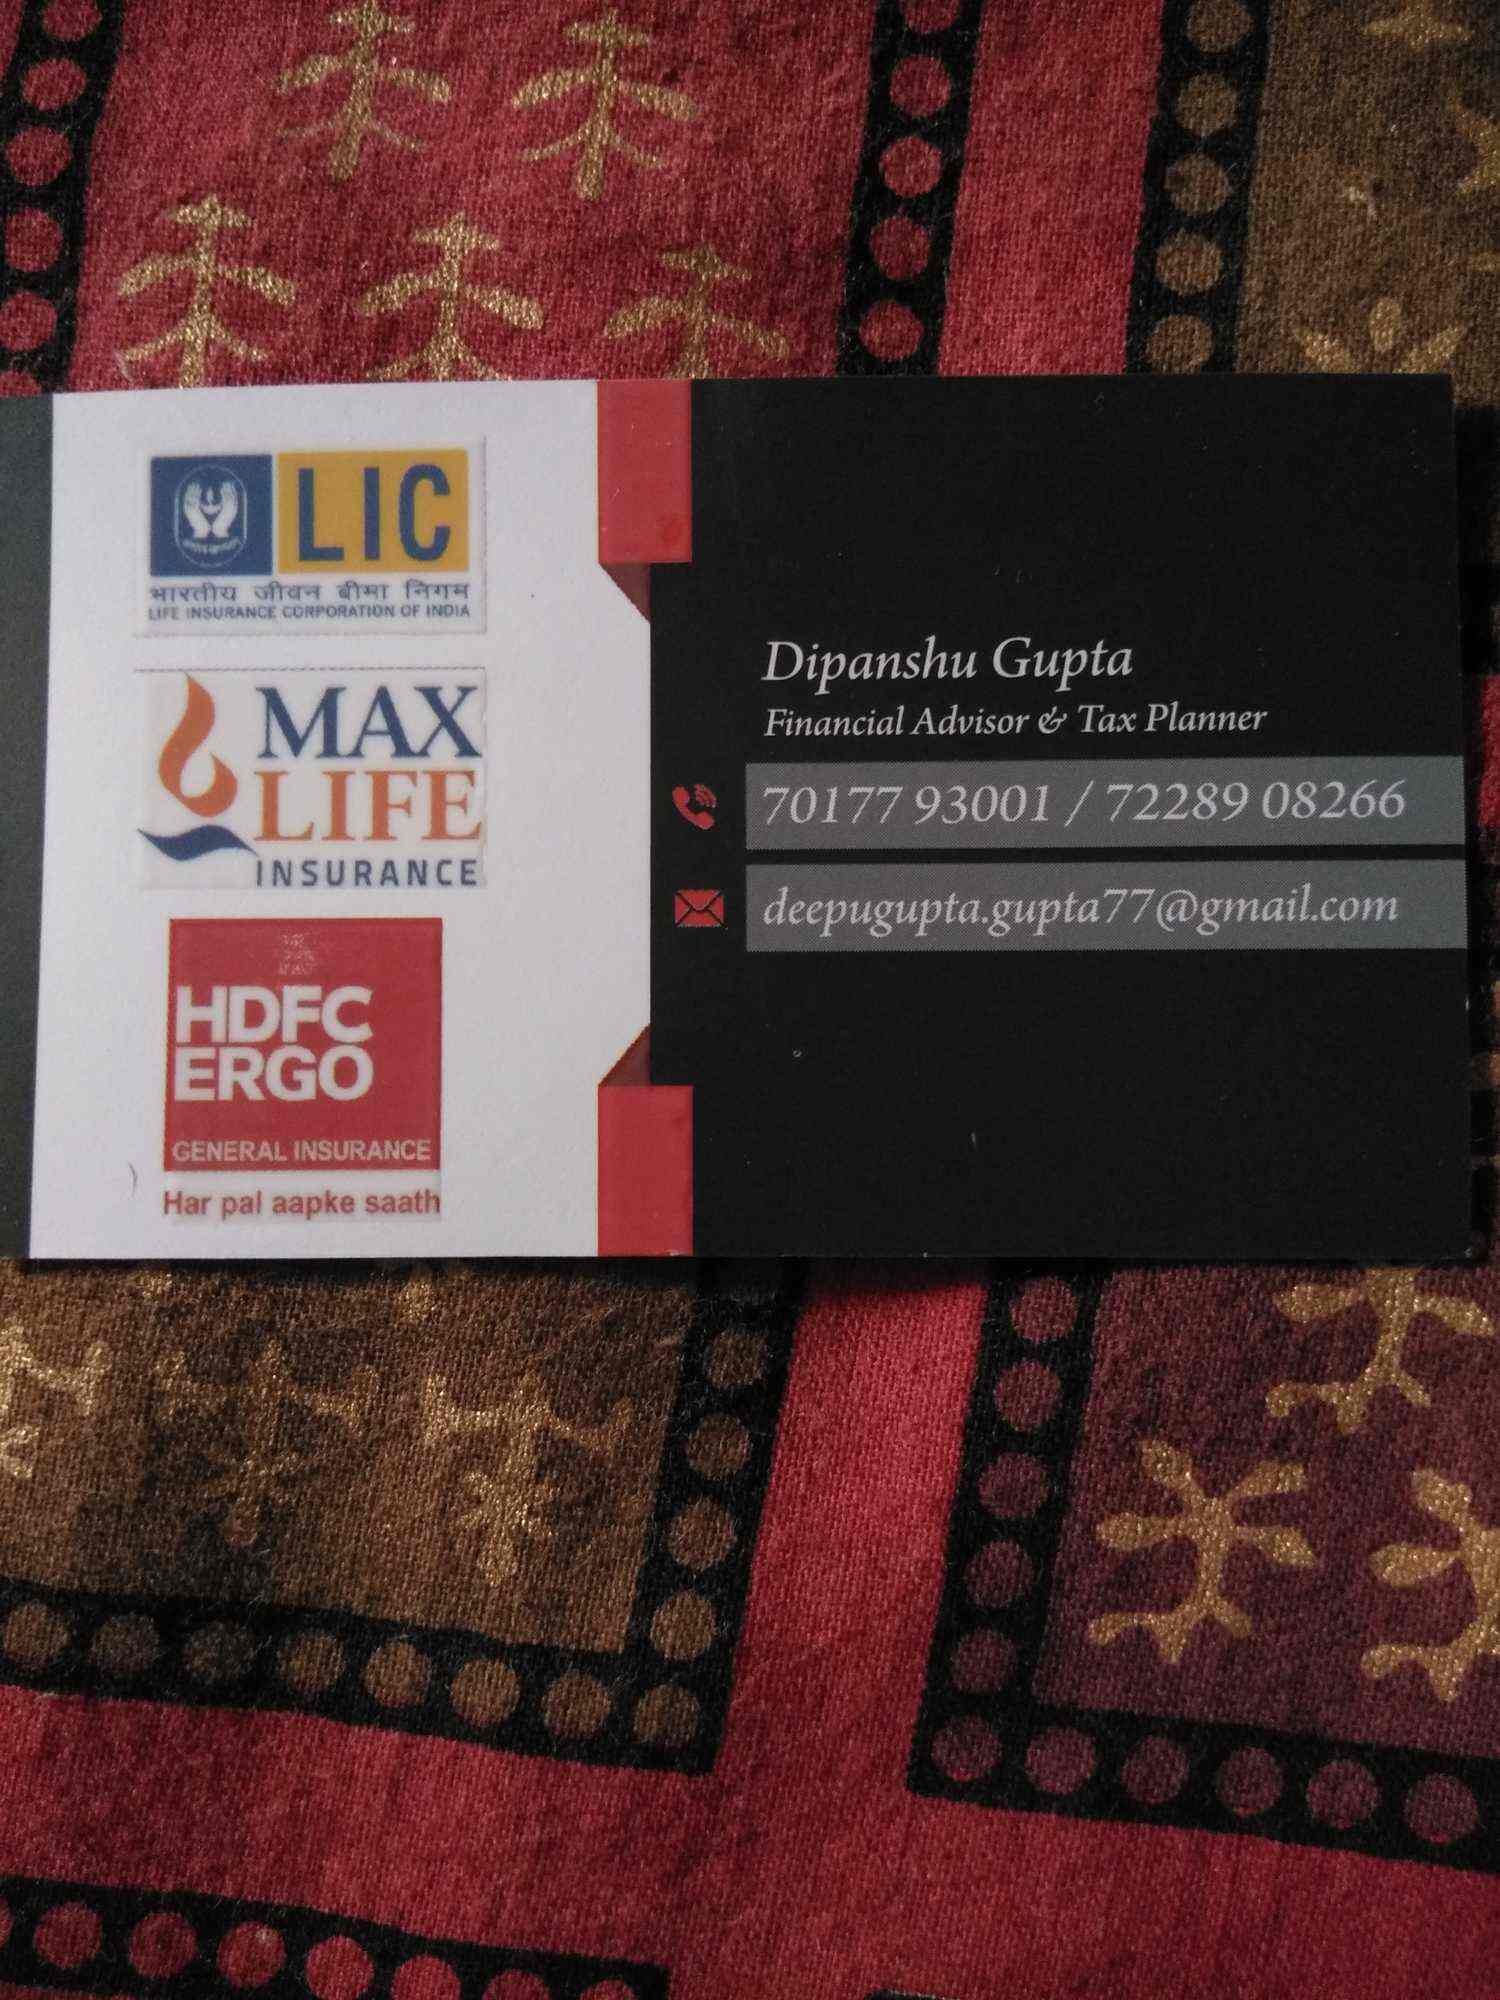 LIC
भारतीय जीवन बीमा निगम
LIFE INSURANCE CORPORATION OF INDIA
MAX
LIFE
INSURANCE
HDFC
ERGO
GENERAL INSURANCE
Har pal aapke saath
Dipanshu Gupta
Financial Advisor & Tax Planner
70177 93001 / 72289 08266
deepugupta.gupta77@gmail.com